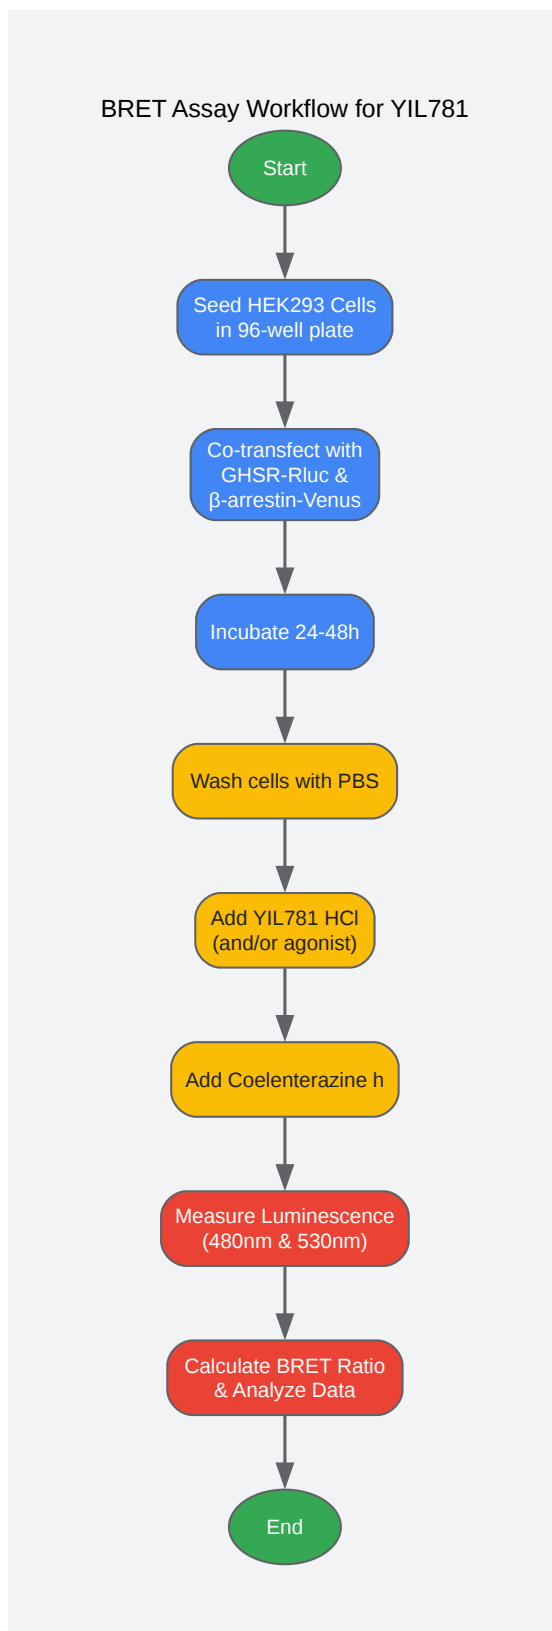 BRET Assay Workflow for YIL781
Start
Seed HEK293 Cells
in 96-well plate
Co-transfect with
GHSR-Rluc &
β-arrestin-Venus
Incubate 24-48h
Wash cells with PBS
Add YIL781 HCl
(and/or agonist)
Add Coelenterazine h
Measure Luminescence
(480nm & 530nm)
Calculate BRET Ratio
& Analyze Data
End